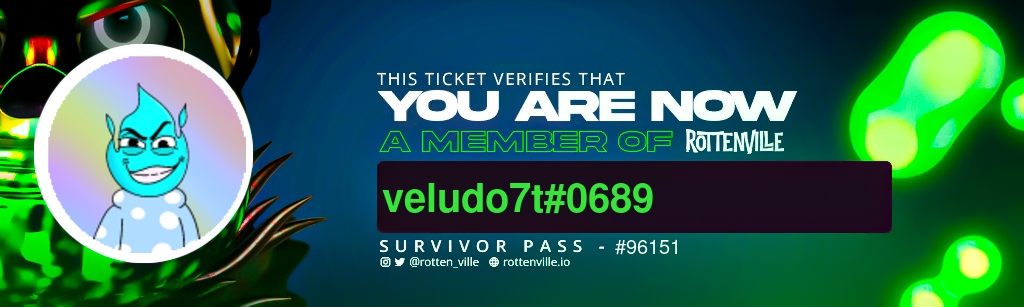 THIS TICKET VERIFIES THAT
YOU ARE NOW
A MEMBER OF ROTTENVILLE
veludo7t#0689
SURVIVOR PASS - #96151
@rotten_ville rottenville.io